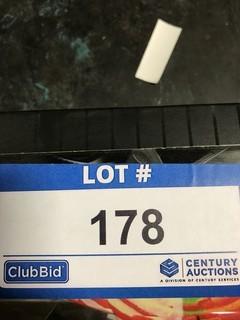 LOT #
178
ClubBid
CENTURY
AUCTIONS
A DIVISION OF CENTURY SERVICES